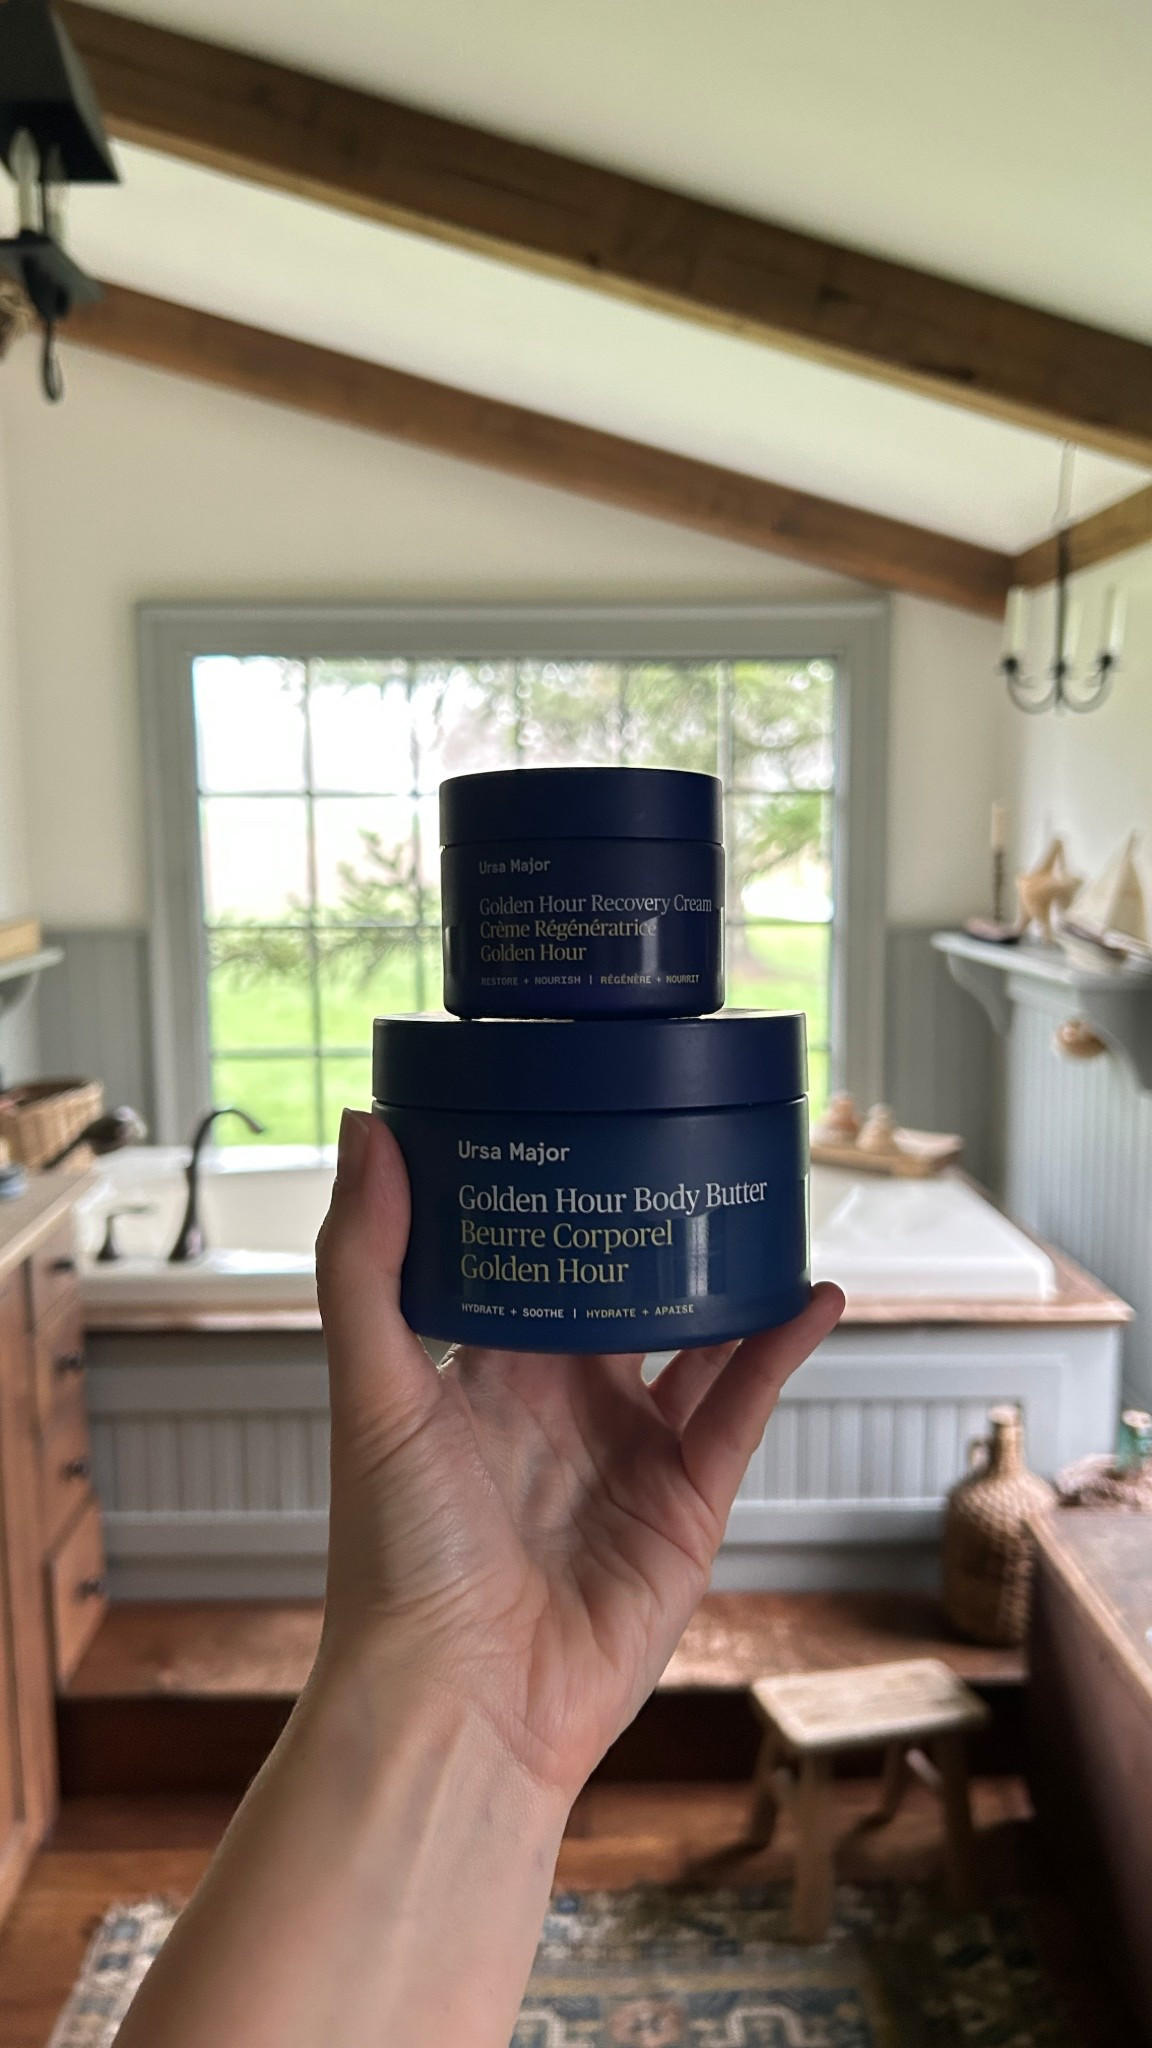 Ursa Major
Golden Hour Recovery Cream
Crème Régénératrice
Golden Hour
RESTORE + NOURISH | RÉGÉNÈRE + NOURRIT
Ursa Major
Golden Hour Body Butter
Beurre Corporel
Golden Hour
HYDRATE + SOOTHE | HYDRATE + APAISE